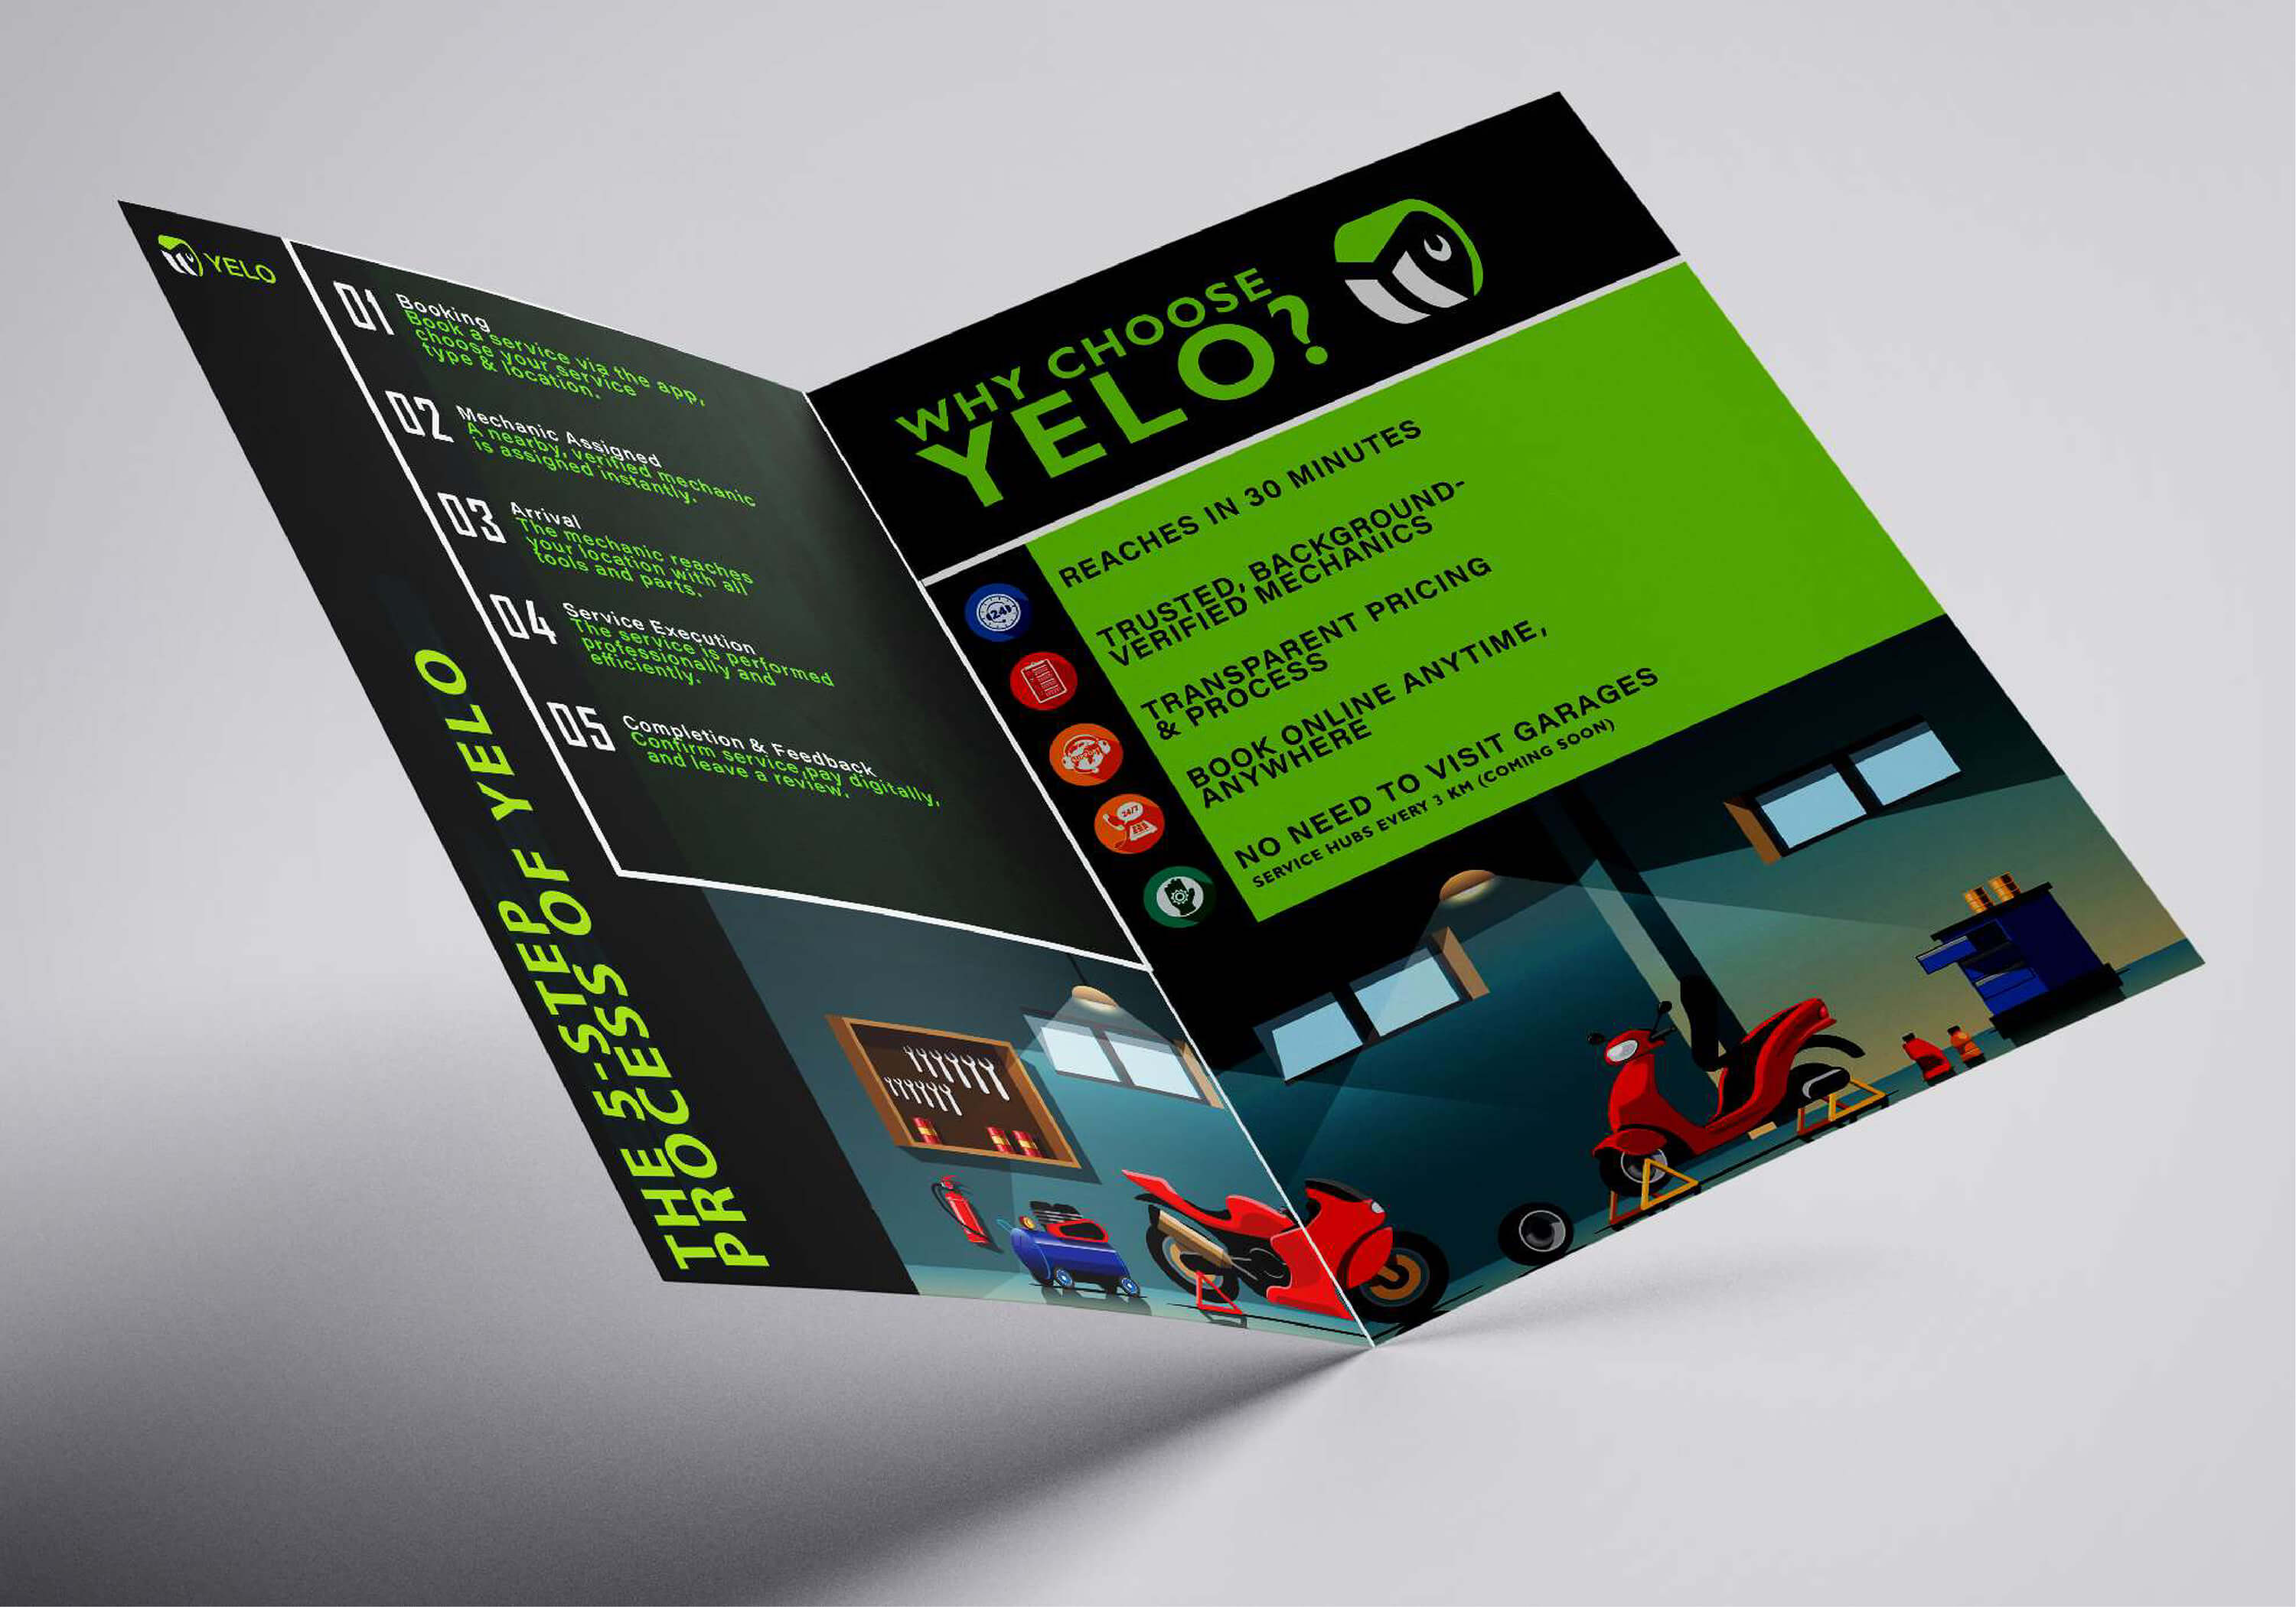 YELO
01
Booking
Book a service via the app,
choose your service
type & location.
02
Mechanic Assigned
A nearby, verified mechanic
is assigned instantly.
03
Arrival
The mechanic reaches
your location with all
tools and parts.
04
Service Execution
The service is performed
professionally and
efficiently.
05
Completion & Feedback
Confirm service,pay digitally,
and leave a review.
THE 5-STEP
PROCESS OF YELO
WHY CHOOSE
YELO?
REACHES IN 30 MINUTES
TRUSTED, BACKGROUND-
VERIFIED MECHANICS
TRANSPARENT PRICING
& PROCESS
BOOK ONLINE ANYTIME,
ANYWHERE
NO NEED TO VISIT GARAGES
SERVICE HUBS EVERY 3 KM (COMING SOON)
24
24/7